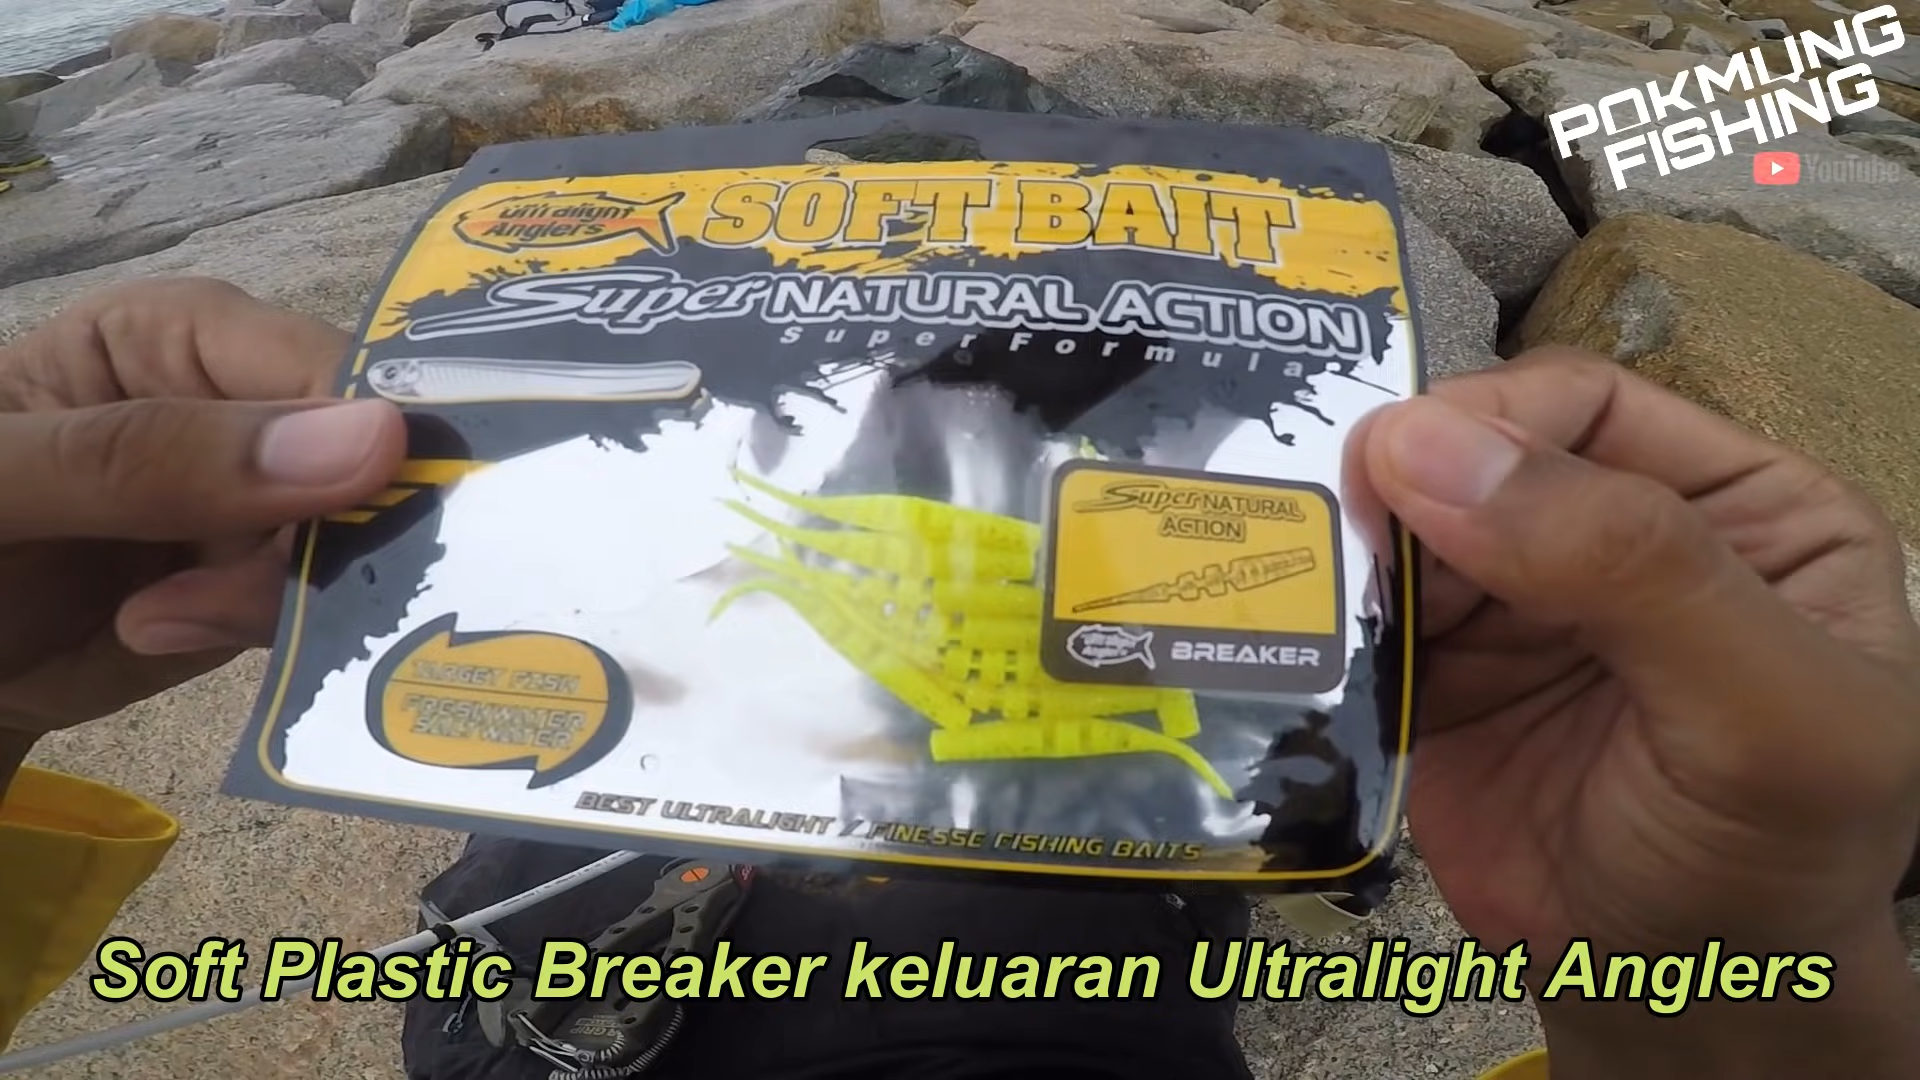 POKMUNG
FISHING
YouTube
ultralight
Anglers
SOFT BAIT
Super NATURAL ACTION
Super Formula
Super NATURAL
ACTION
ultralight
Anglers
BREAKER
TARGET FISH
FRESHWATER
SALTWATER
BEST ULTRALIGHT / FINESSE FISHING BAITS
Soft Plastic Breaker keluaran Ultralight Anglers